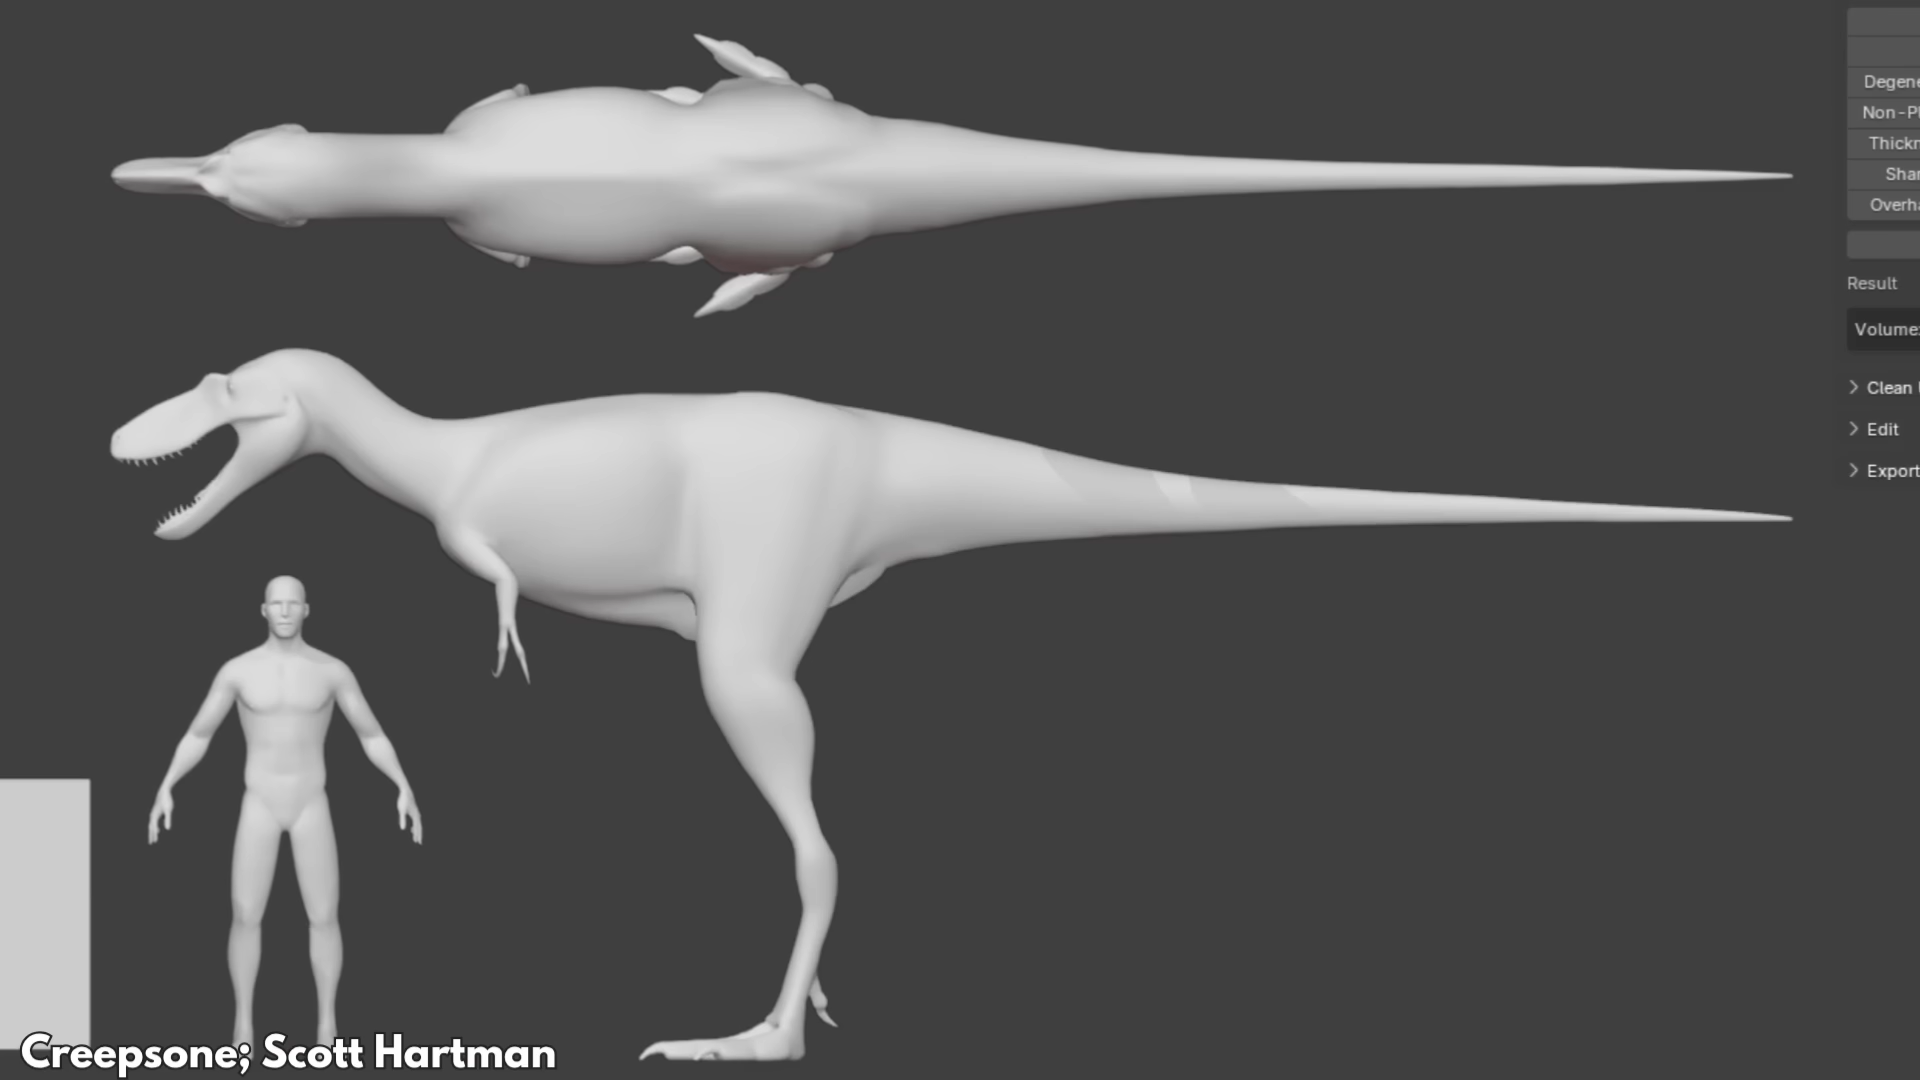 Degene
Non-Pl
Thickn
Shar
Overha
Result
Volume:
Clean U
Edit
Export
Creepsone; Scott Hartman